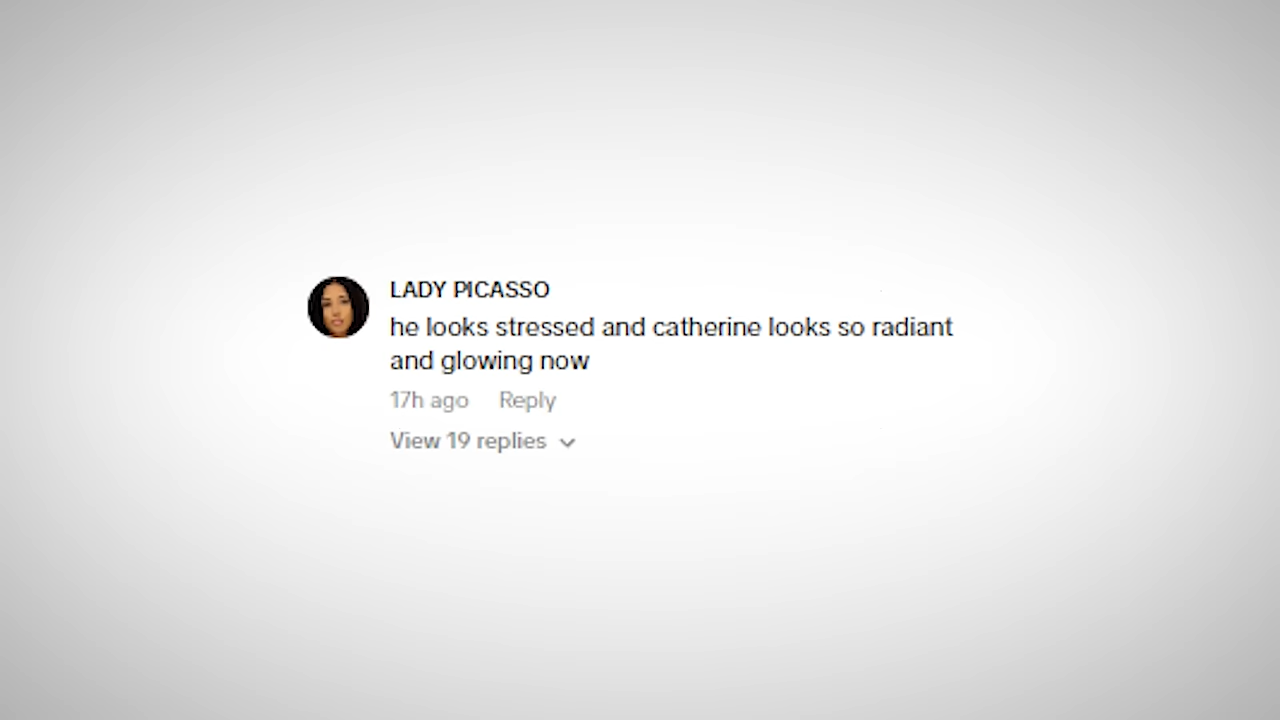 LADY PICASSO
he looks stressed and catherine looks so radiant
and glowing now
17h ago Reply
View 19 replies